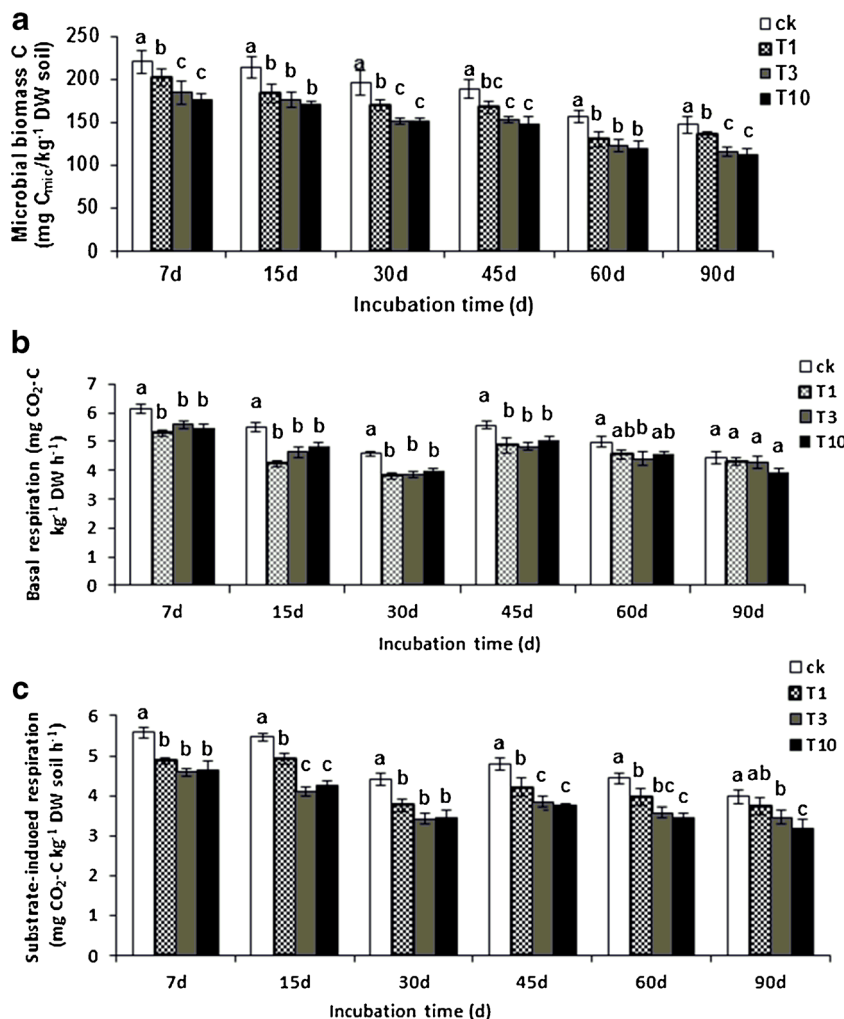 a
ck
T1
T3
T10
Microbial biomass C
(mg Cmic/kg-1 DW soil)
250
200
150
100
50
0
a b c c
a b b b
a b c c
a bc c c
a b b b
a b c c
7d 15d 30d 45d 60d 90d
Incubation time (d)
b
ck
T1
T3
T10
Basal respiration (mg CO2-C
kg-1 DW h-1)
7
6
5
4
3
2
1
0
a b b b
a b b b
a b b b
a b b b
a ab b ab
a a a a
7d 15d 30d 45d 60d 90d
Incubation time (d)
c
ck
T1
T3
T10
Substrate-induced respiration
(mg CO2-C kg-1 DW soil h-1)
6
5
4
3
2
1
0
a b b b
a b c c
a b b b
a b c c
a b bc c
a ab b c
7d 15d 30d 45d 60d 90d
Incubation time (d)